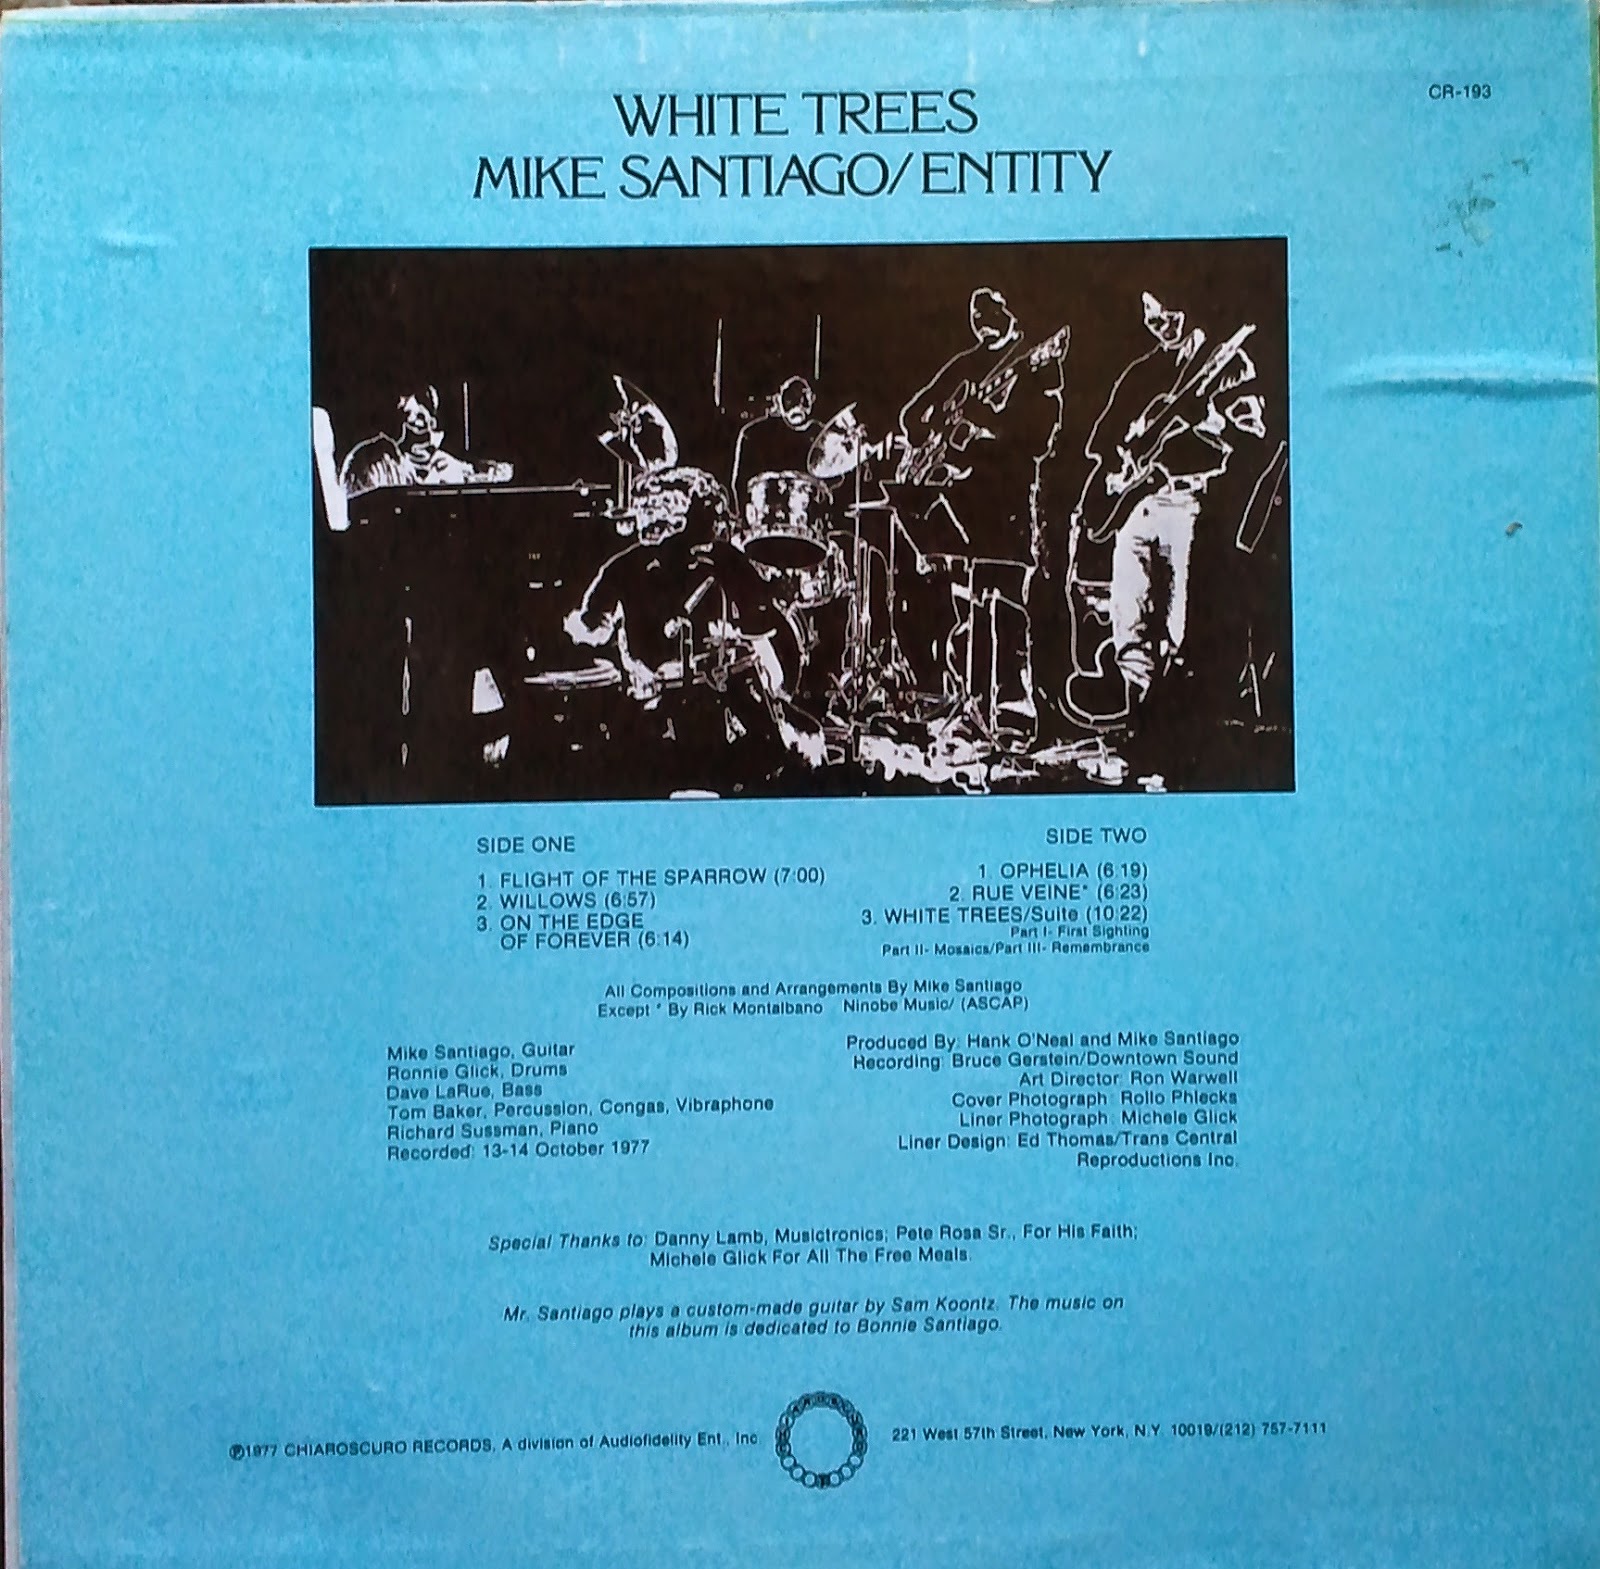 CR-193
WHITE TREES
MIKE SANTIAGO/ENTITY
SIDE ONE
1. FLIGHT OF THE SPARROW (7:00)
2. WILLOWS (6:57)
3. ON THE EDGE
OF FOREVER (6:14)
SIDE TWO
1. OPHELIA (6:19)
2. RUE VEINE* (6:23)
3. WHITE TREES/Suite (10:22)
Part I- First Sighting
Part II- Mosaics/Part III- Remembrance
All Compositions and Arrangements By Mike Santiago
Except * By Rick Montalbano Ninobe Music/ (ASCAP)
Mike Santiago, Guitar
Ronnie Glick, Drums
Dave LaRue, Bass
Tom Baker, Percussion, Congas, Vibraphone
Richard Sussman, Piano
Recorded: 13-14 October 1977
Produced By: Hank O'Neal and Mike Santiago
Recording: Bruce Gerstein/Downtown Sound
Art Director: Ron Warwell
Cover Photograph: Rollo Phlecks
Liner Photograph: Michele Glick
Liner Design: Ed Thomas/Trans Central
Reproductions Inc.
Special Thanks to: Danny Lamb, Musictronics; Pete Rosa Sr., For His Faith;
Michele Glick For All The Free Meals.
Mr. Santiago plays a custom-made guitar by Sam Koontz. The music on
this album is dedicated to Bonnie Santiago.
℗1977 CHIAROSCURO RECORDS, A division of Audiofidelity Ent., Inc.
221 West 57th Street, New York, N.Y. 10019/(212) 757-7111